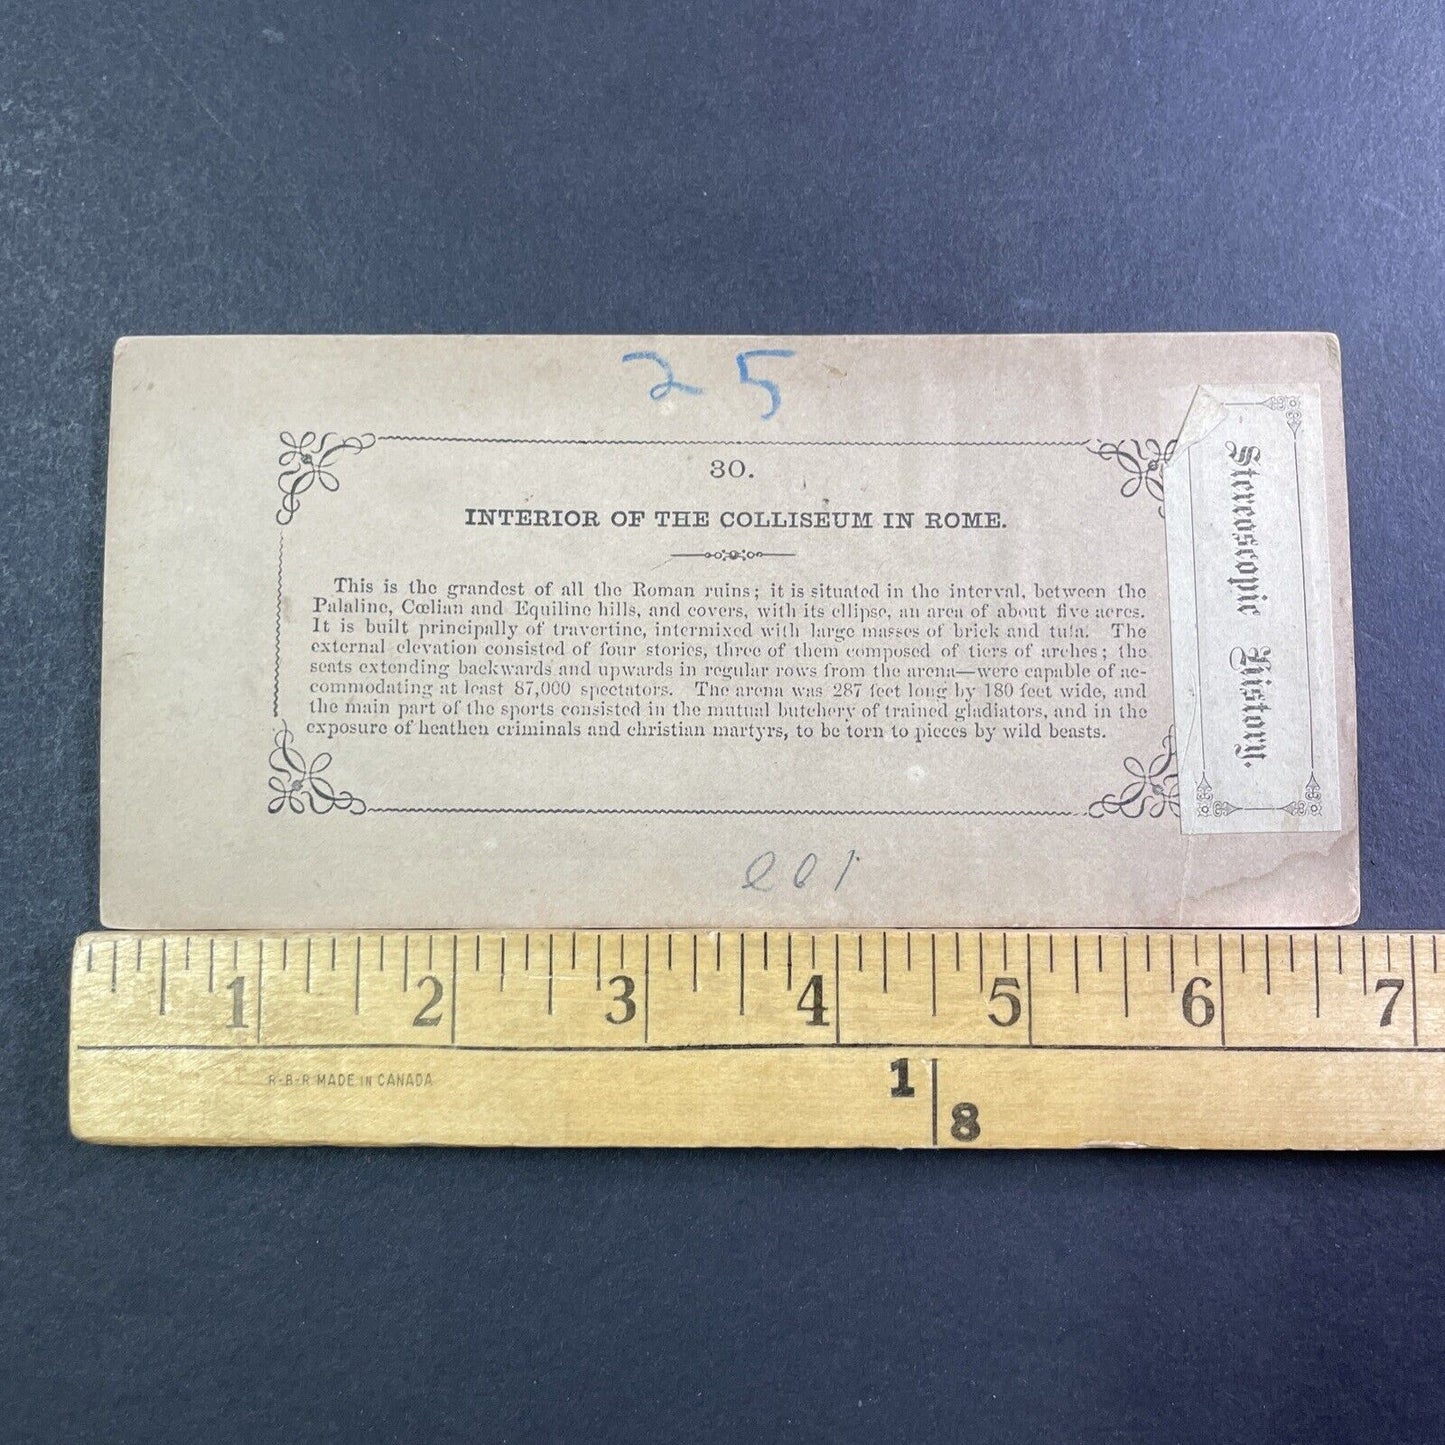 25
30.
INTERIOR OF THE COLLISEUM IN ROME.
This is the grandest of all the Roman ruins; it is situated in the interval, between the
Palaline, Cœlian and Equiline hills, and covers, with its ellipse, an area of about five acres.
It is built principally of travertine, intermixed with large masses of brick and tufa. The
external elevation consisted of four stories, three of them composed of tiers of arches; the
seats extending backwards and upwards in regular rows from the arena—were capable of ac-
commodating at least 87,000 spectators. The arena was 287 feet long by 180 feet wide, and
the main part of the sports consisted in the mutual butchery of trained gladiators, and in the
exposure of heathen criminals and christian martyrs, to be torn to pieces by wild beasts.
Stereoscopic History.
1 2 3 4 5 6 7
R-B-R MADE IN CANADA
1
8